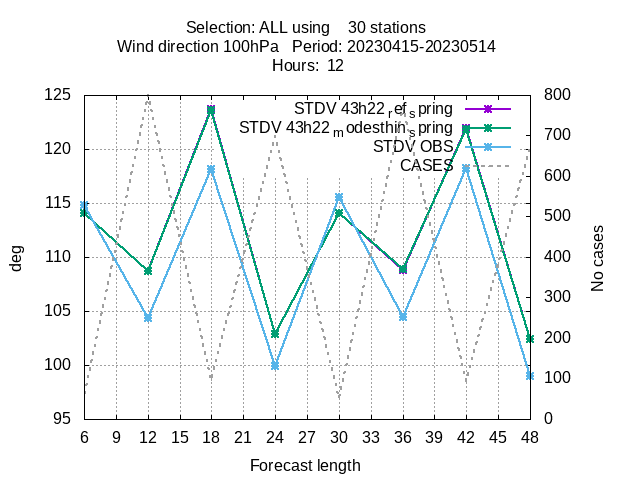 Selection: ALL using    30 stations
Wind direction 100hPa   Period: 20230415-20230514
Hours:  12
STDV 43h22_ref_spring
STDV 43h22_modesthin_spring
STDV OBS
CASES
125
120
115
110
105
100
95
deg
800
700
600
500
400
300
200
100
0
No cases
6 9 12 15 18 21 24 27 30 33 36 39 42 45 48
Forecast length